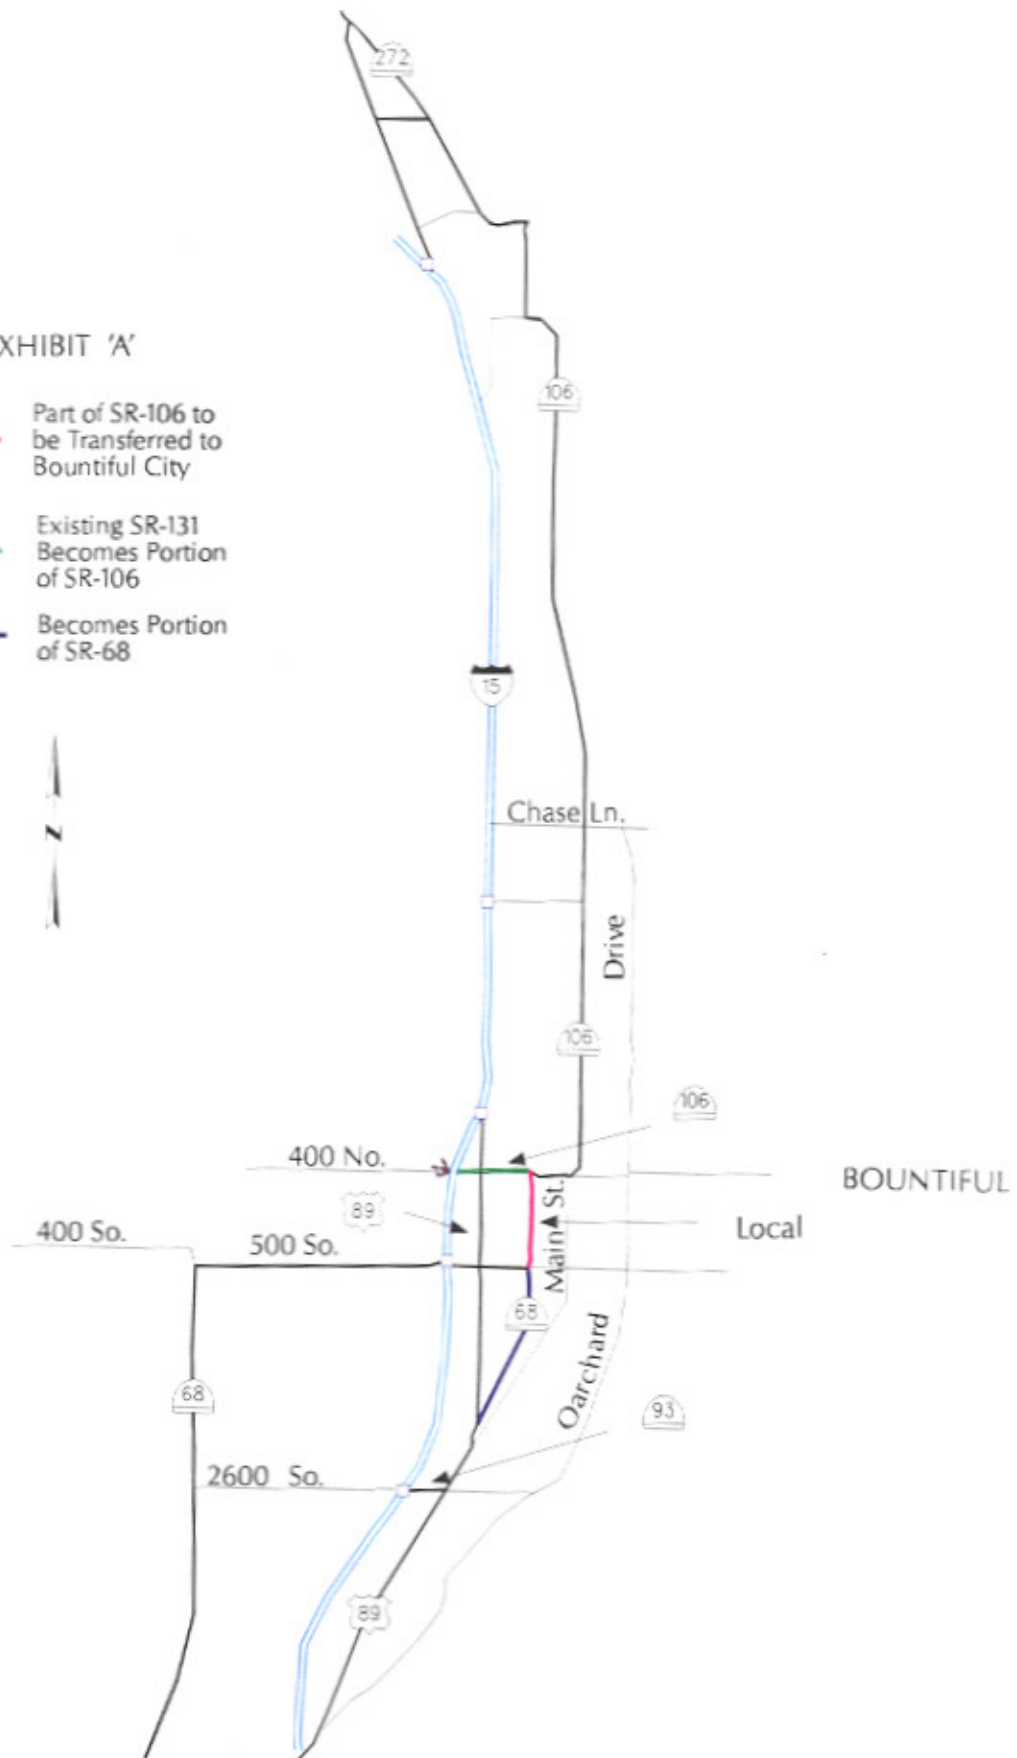 272
XHIBIT 'A'
106
Part of SR-106 to
be Transferred to
Bountiful City
Existing SR-131
Becomes Portion
of SR-106
Becomes Portion
of SR-68
15
N
Chase Ln.
Drive
106
106
400 No.
BOUNTIFUL
89
Main St.
Local
400 So.
500 So.
68
Oarchard
68
93
2600 So.
89